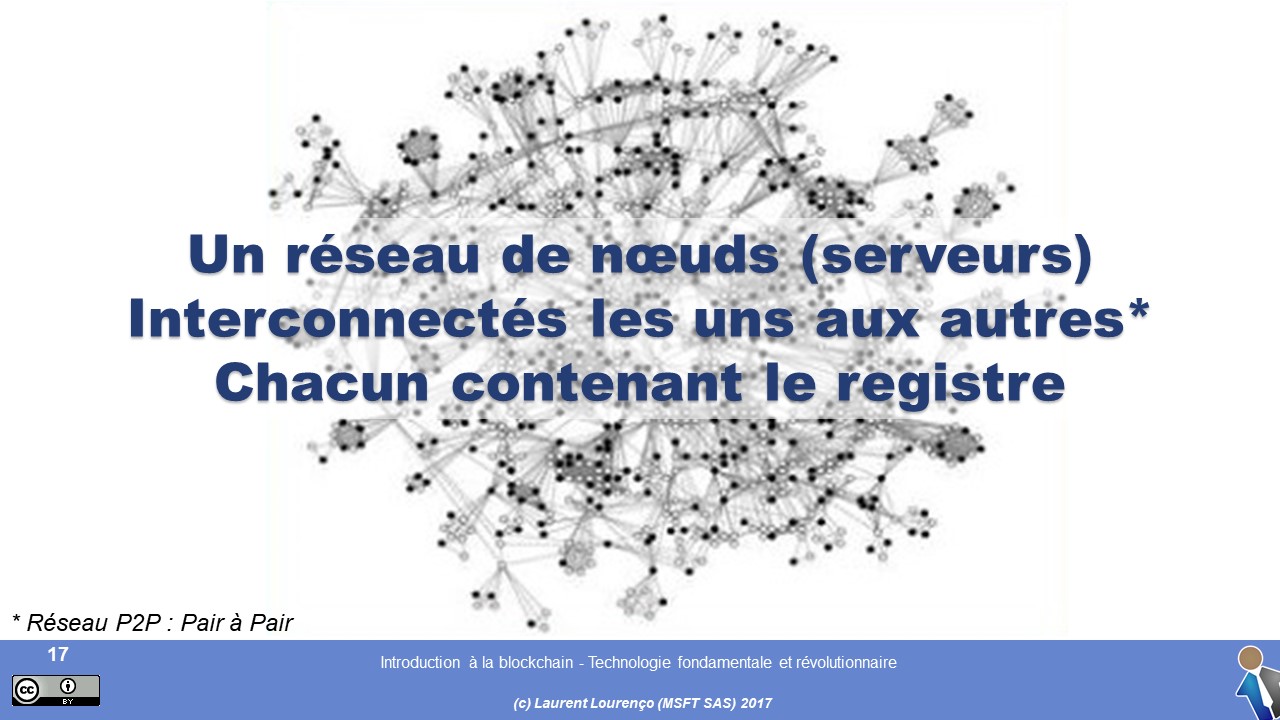 Un réseau de nœuds (serveurs)
Interconnectés les uns aux autres*
Chacun contenant le registre
* Réseau P2P : Pair à Pair
17
Introduction à la blockchain - Technologie fondamentale et révolutionnaire
cc BY
(c) Laurent Lourenço (MSFT SAS) 2017